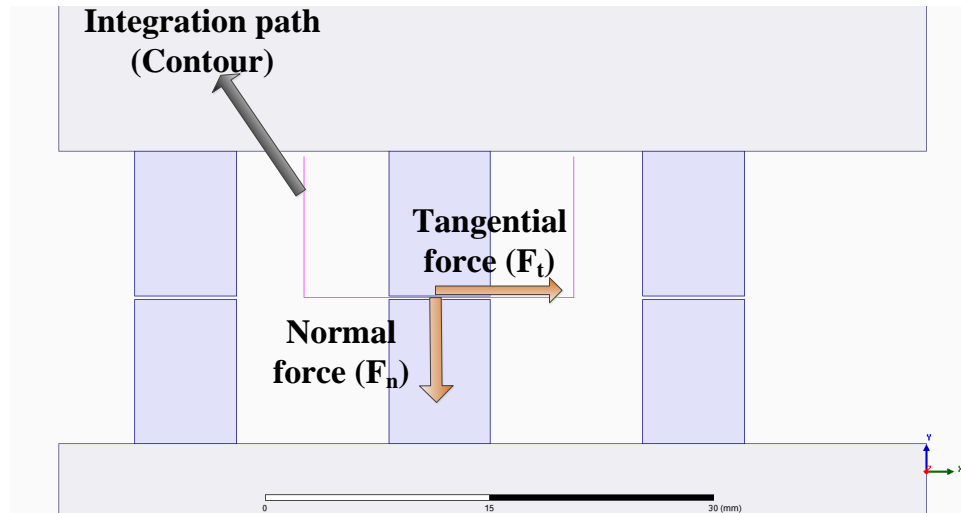 Integration path
(Contour)
Tangential
force (Ft)
Normal
force (Fn)
Y
Z
X
0
15
30 (mm)